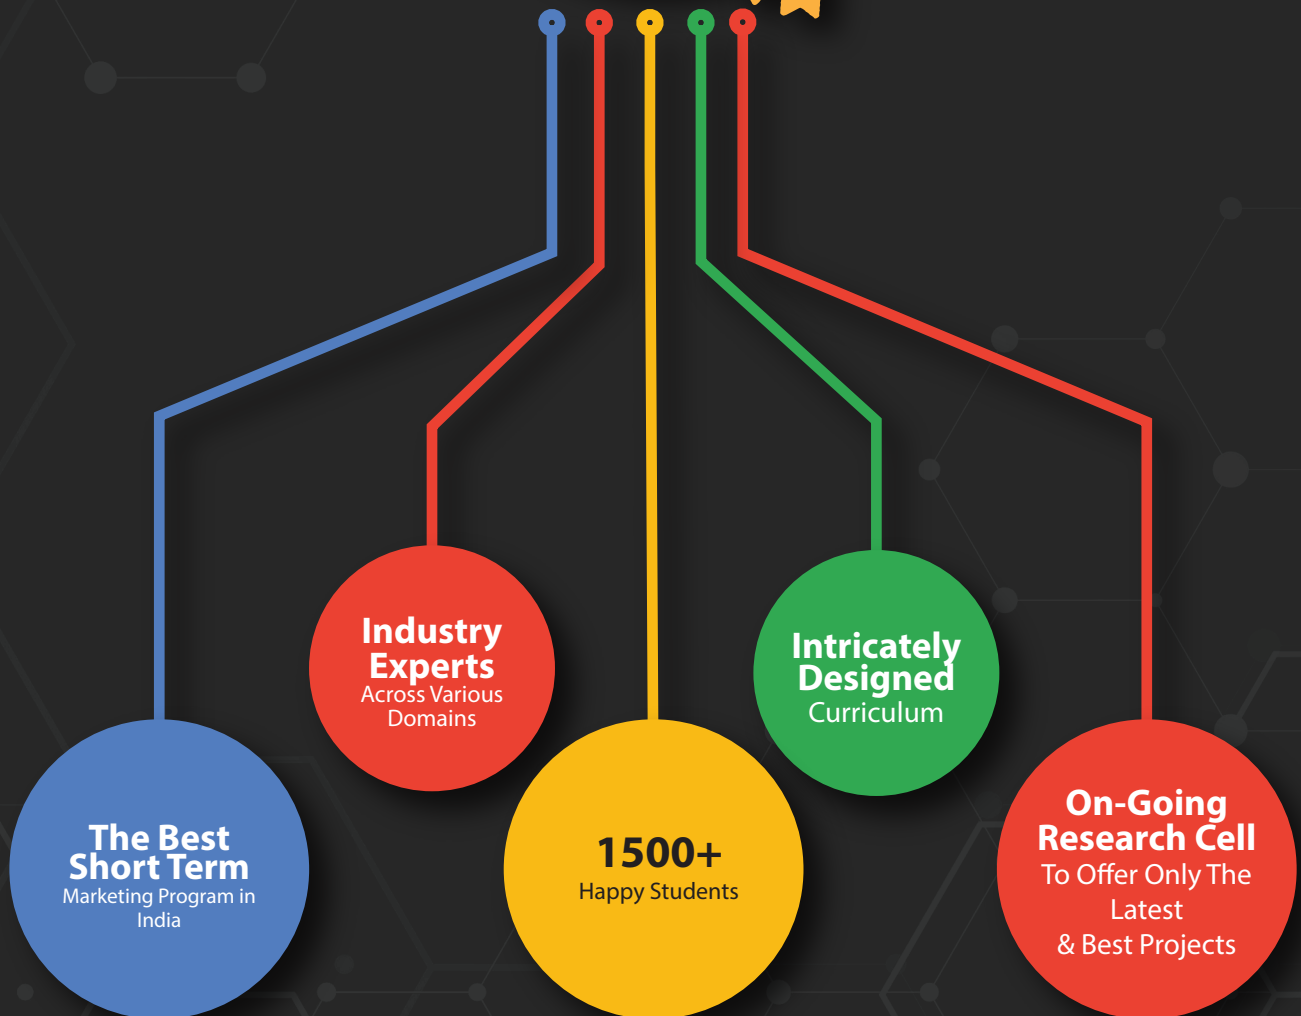 The Best
Short Term
Marketing Program in
India
Industry
Experts
Across Various
Domains
1500+
Happy Students
Intricately
Designed
Curriculum
On-Going
Research Cell
To Offer Only The
Latest
& Best Projects